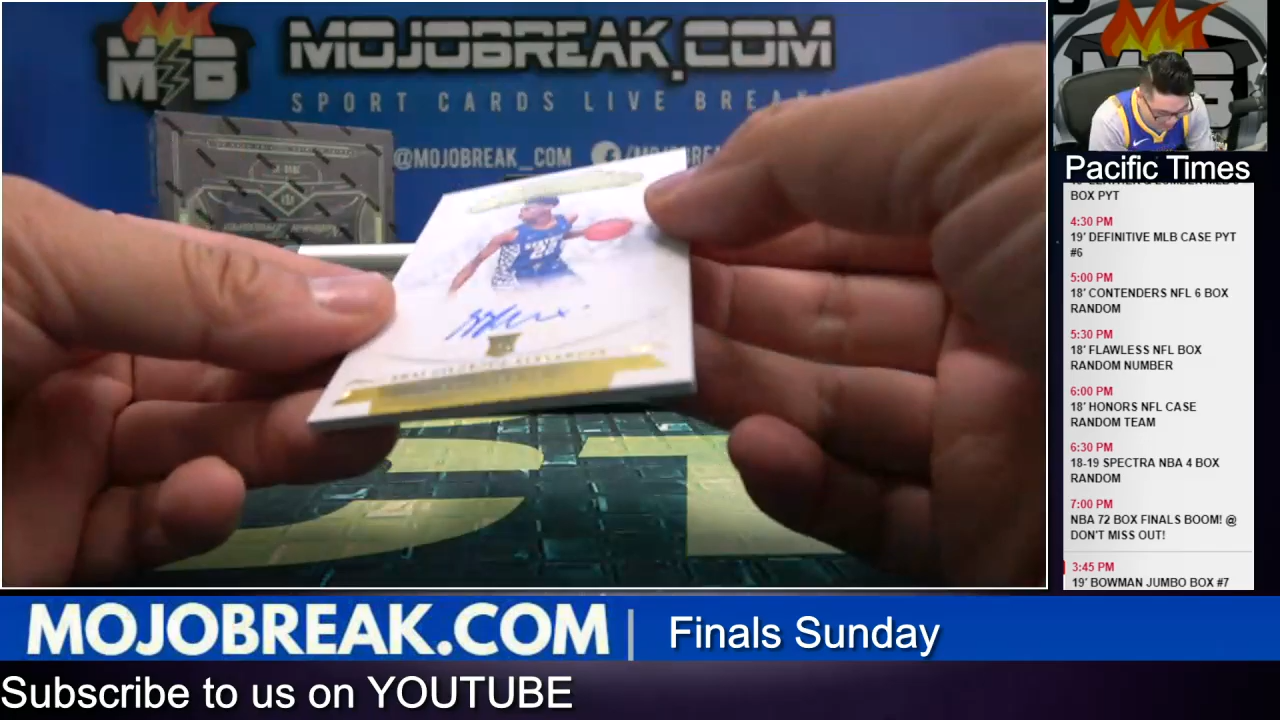 MOJOBREAK.COM
SPORT CARDS LIVE BREAKS
@MOJOBREAK_COM
MB
22
RC
Pacific Times
BOX PYT
4:30 PM
19' DEFINITIVE MLB CASE PYT
#6
5:00 PM
18' CONTENDERS NFL 6 BOX
RANDOM
5:30 PM
18' FLAWLESS NFL BOX
RANDOM NUMBER
6:00 PM
18' HONORS NFL CASE
RANDOM TEAM
6:30 PM
18-19 SPECTRA NBA 4 BOX
RANDOM
7:00 PM
NBA 72 BOX FINALS BOOM! @
DON'T MISS OUT!
3:45 PM
19' BOWMAN JUMBO BOX #7
MOJOBREAK.COM | Finals Sunday
Subscribe to us on YOUTUBE